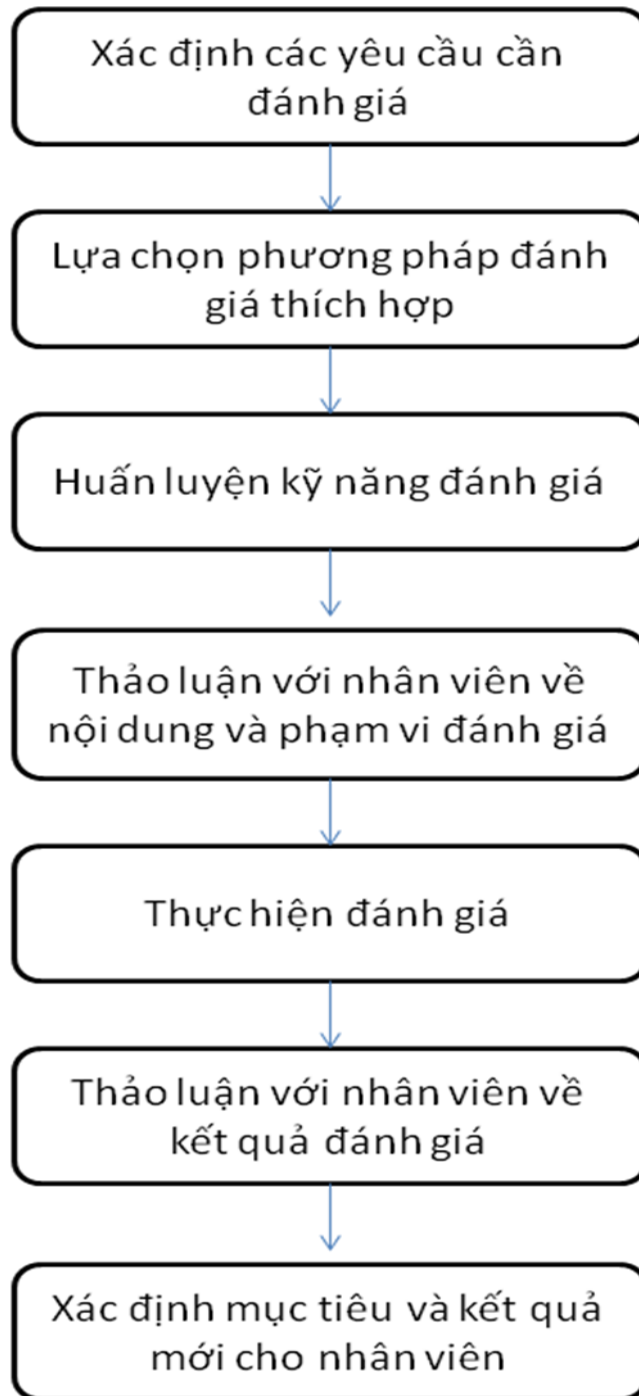 Xác định các yêu cầu cần
đánh giá
Lựa chọn phương pháp đánh
giá thích hợp
Huấn luyện kỹ năng đánh giá
Thảo luận với nhân viên về
nội dung và phạm vi đánh giá
Thực hiện đánh giá
Thảo luận với nhân viên về
kết quả đánh giá
Xác định mục tiêu và kết quả
mới cho nhân viên